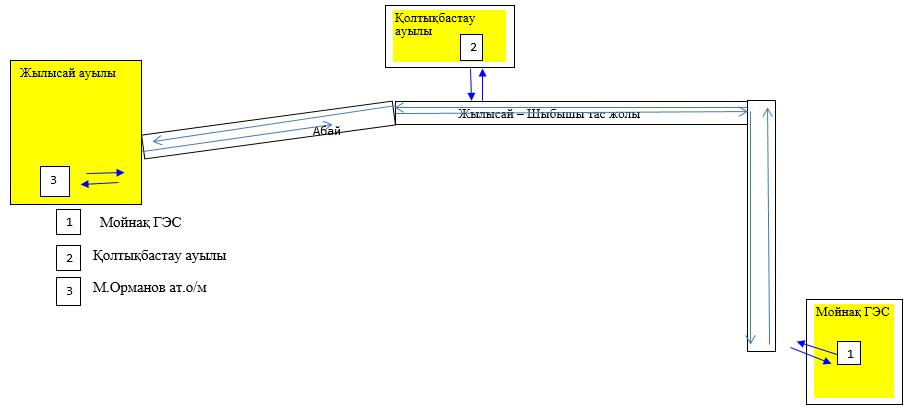 Қолтықбастау
ауылы
2
Жылысай ауылы
Жылысай – Шыбышы тас жолы
Абай
3
1 Мойнақ ГЭС
2 Қолтықбастау ауылы
3 М.Орманов ат.о/м
Мойнақ ГЭС
1